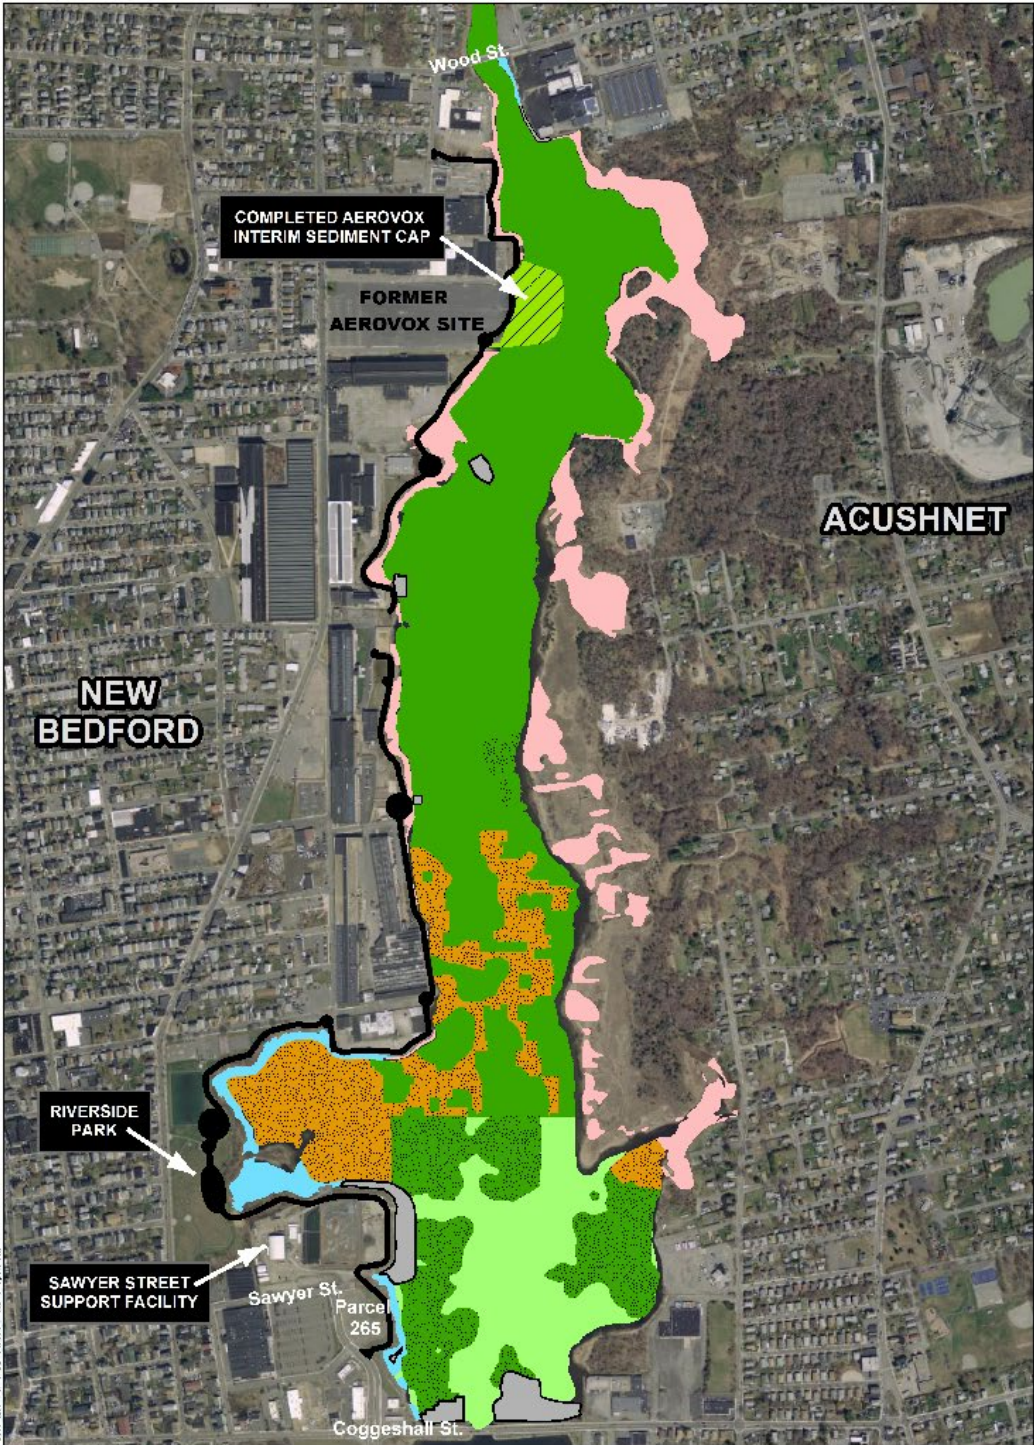 Wood St.
COMPLETED AEROVOX
INTERIM SEDIMENT CAP
FORMER
AEROVOX SITE
ACUSHNET
NEW
BEDFORD
RIVERSIDE
PARK
SAWYER STREET
SUPPORT FACILITY
Sawyer St.
Parcel
265
Coggeshall St.